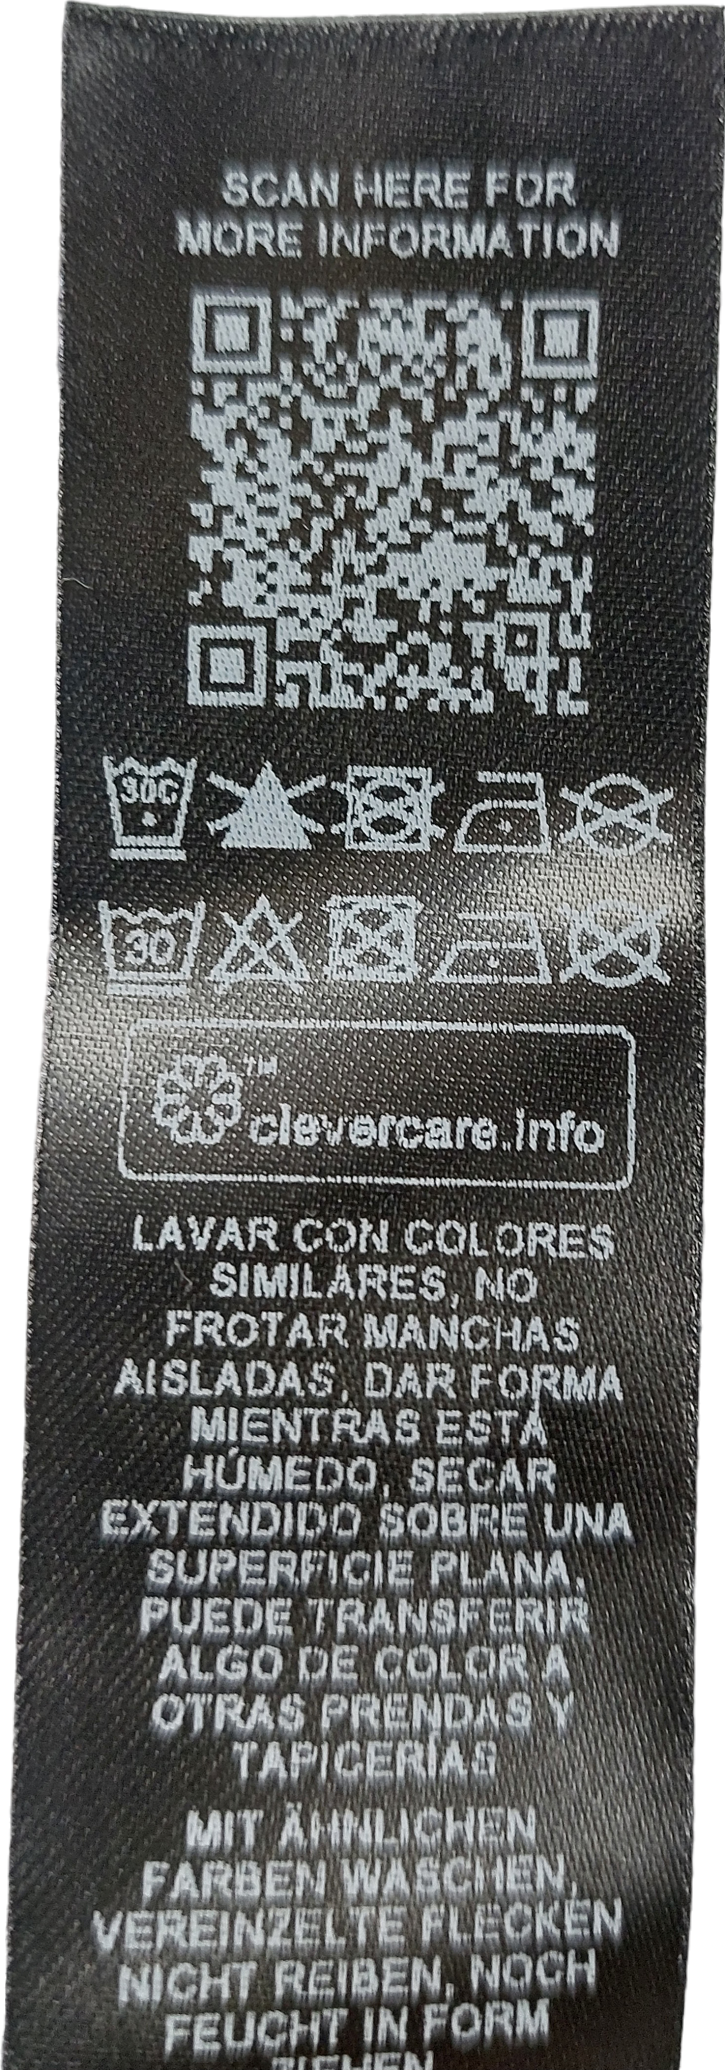 SCAN HERE FOR
MORE INFORMATION
30C
30
™
clevercare.info
LAVAR CON COLORES
SIMILARES, NO
FROTAR MANCHAS
AISLADAS, DAR FORMA
MIENTRAS ESTÁ
HÚMEDO, SECAR
EXTENDIDO SOBRE UNA
SUPERFICIE PLANA,
PUEDE TRANSFERIR
ALGO DE COLOR A
OTRAS PRENDAS Y
TAPICERÍAS
MIT ÄHNLICHEN
FARBEN WASCHEN,
VEREINZELTE FLECKEN
NICHT REIBEN, NOCH
FEUCHT IN FORM
ZIEHEN